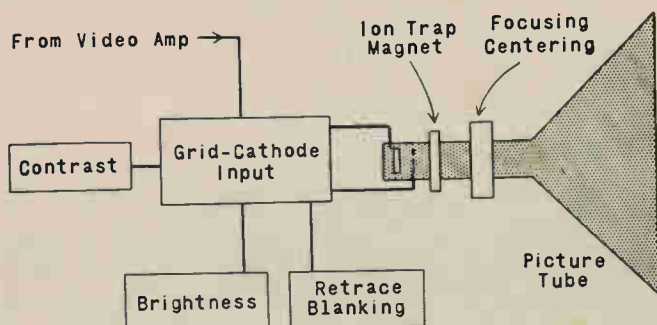 From Video Amp
Ion Trap
Magnet
Focusing
Centering
Contrast
Grid-Cathode
Input
Brightness
Retrace
Blanking
Picture
Tube